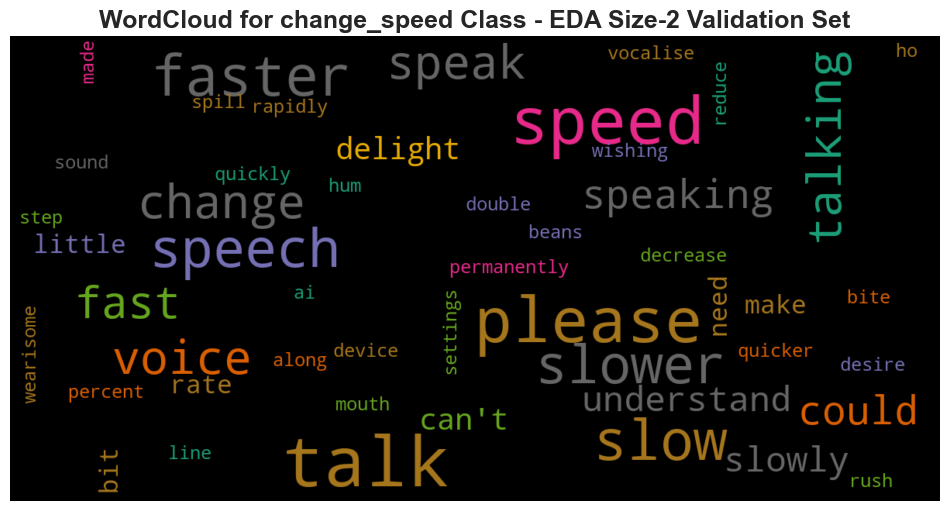 WordCloud for change_speed Class - EDA Size-2 Validation Set
made
faster
speak
vocalise
ho
spill
rapidly
speed
reduce
talking
delight
wishing
sound
quickly
hum
change
double
speaking
step
little
speech
beans
decrease
permanently
fast
ai
settings
please
need
make
bite
wearisome
voice
along
device
slower
quicker
desire
percent
rate
mouth
can't
understand
could
bit
line
talk
slow
slowly
rush